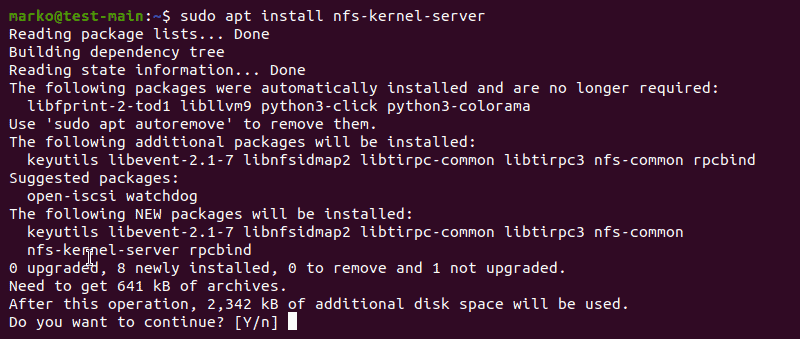 marko@test-main:~$ sudo apt install nfs-kernel-server
Reading package lists... Done
Building dependency tree
Reading state information... Done
The following packages were automatically installed and are no longer required:
  libfprint-2-tod1 libllvm9 python3-click python3-colorama
Use 'sudo apt autoremove' to remove them.
The following additional packages will be installed:
  keyutils libevent-2.1-7 libnfsidmap2 libtirpc-common libtirpc3 nfs-common rpcbind
Suggested packages:
  open-iscsi watchdog
The following NEW packages will be installed:
  keyutils libevent-2.1-7 libnfsidmap2 libtirpc-common libtirpc3 nfs-common
  nfs-kernel-server rpcbind
0 upgraded, 8 newly installed, 0 to remove and 1 not upgraded.
Need to get 641 kB of archives.
After this operation, 2,342 kB of additional disk space will be used.
Do you want to continue? [Y/n]